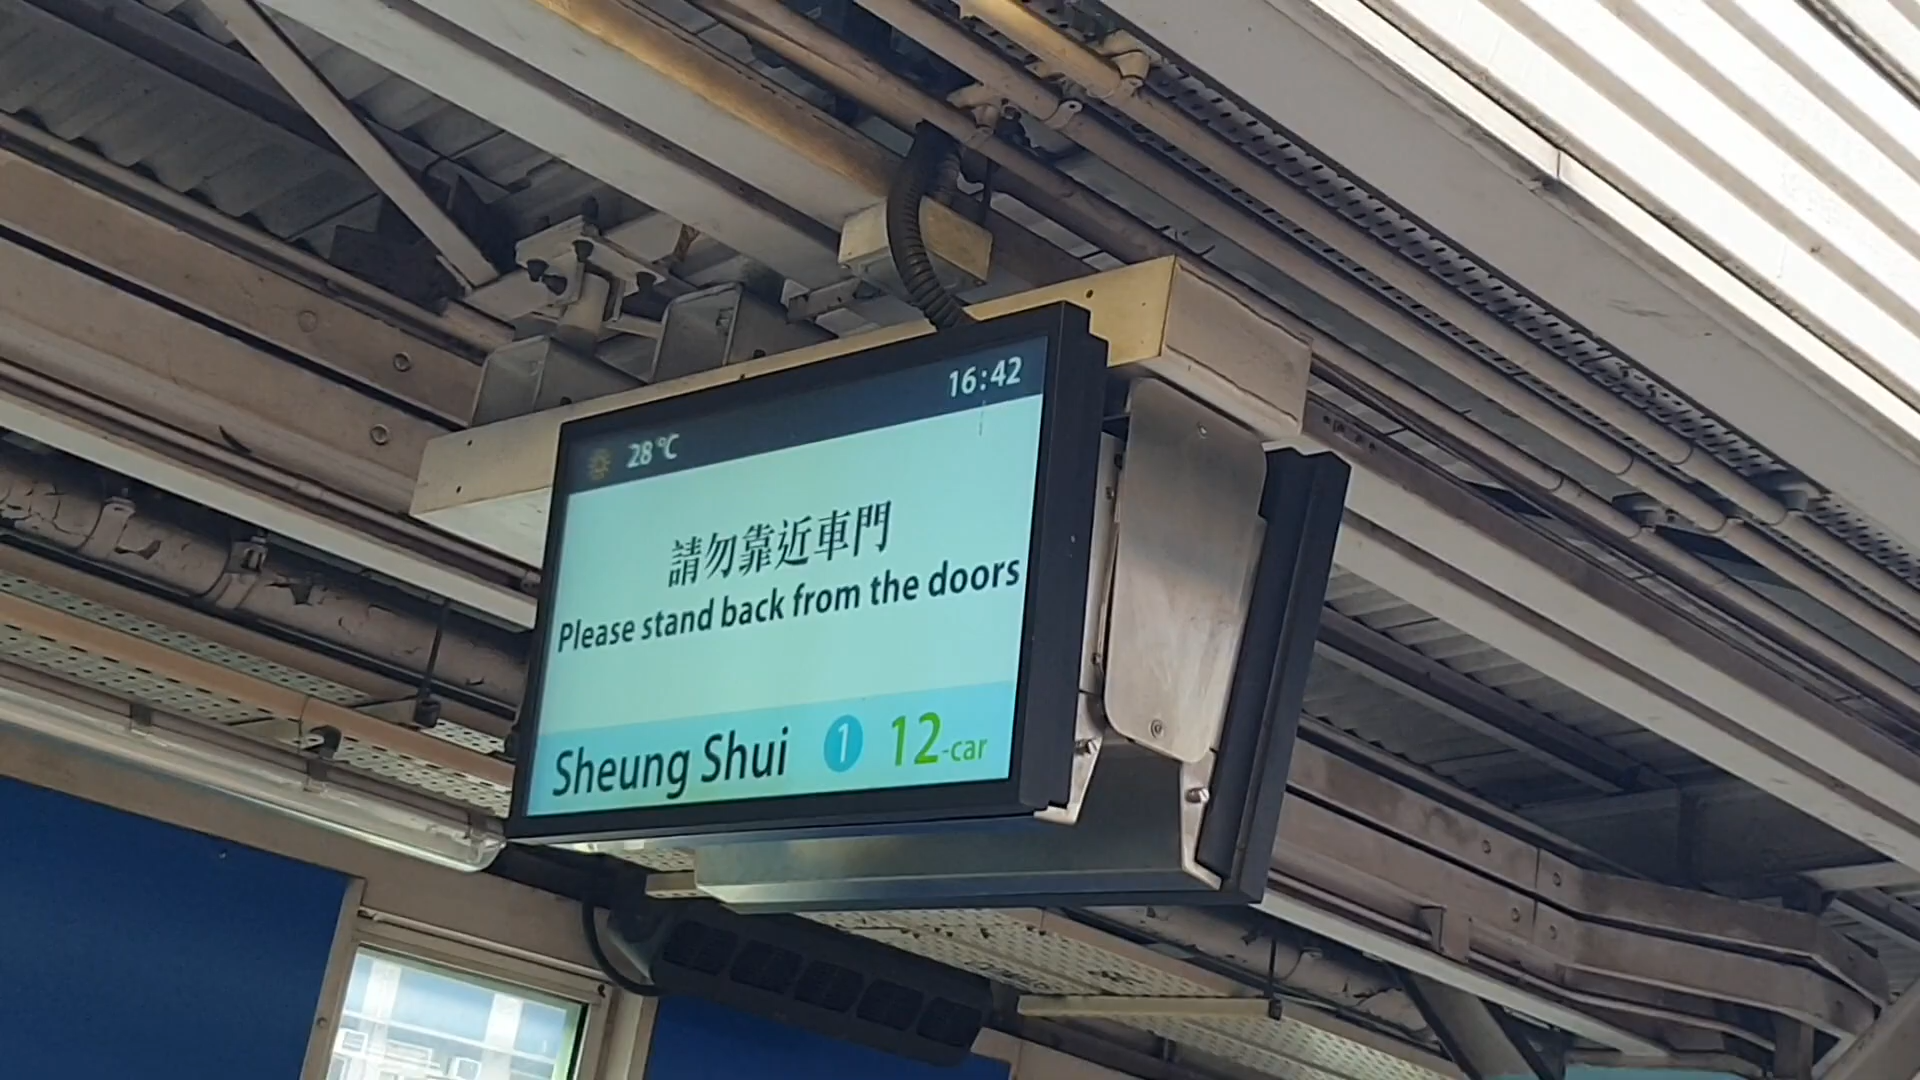 16:42
28°C
請勿靠近車門
Please stand back from the doors
Sheung Shui 1 12-car